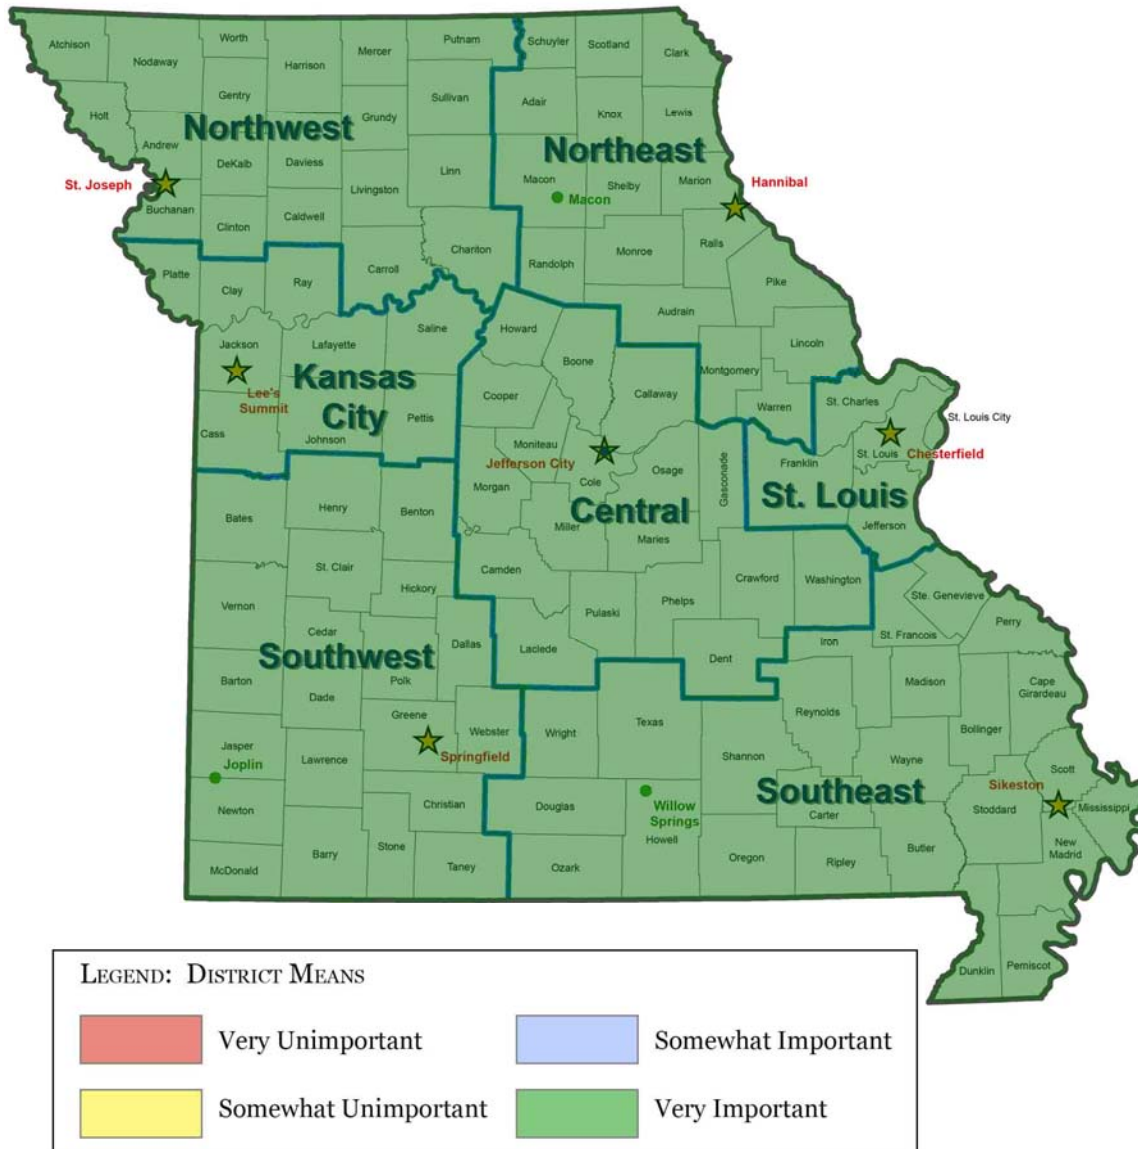 Atchison
Nodaway
Worth
Harrison
Mercer
Putnam
Schuyler
Scotland
Clark
Gentry
Sullivan
Adair
Knox
Lewis
Holt
Andrew
Northwest
Grundy
DeKalb
Daviess
Linn
Northeast
Macon
Shelby
Marion
St. Joseph
Hannibal
Buchanan
Livingston
Macon
Clinton
Caldwell
Chariton
Carroll
Randolph
Monroe
Ralls
Pike
Platte
Clay
Ray
Audrain
Saline
Howard
Jackson
Lafayette
Boone
Lincoln
Kansas
City
Lee's
Summit
Cooper
Callaway
Montgomery
Warren
St. Charles
St. Louis City
Cass
Johnson
Pettis
Moniteau
Jefferson City
Cole
Osage
Gasconade
Franklin
St. Louis
Chesterfield
Morgan
Central
St. Louis
Jefferson
Bates
Henry
Benton
Miller
Maries
St. Clair
Camden
Crawford
Washington
Hickory
Vernon
Pulaski
Phelps
Ste. Genevieve
Perry
St. Francois
Cedar
Southwest
Dallas
Laclede
Dent
Iron
Barton
Dade
Polk
Madison
Cape
Girardeau
Greene
Webster
Wright
Texas
Reynolds
Bollinger
Jasper
Joplin
Lawrence
Springfield
Shannon
Wayne
Scott
Sikeston
Southeast
Newton
Christian
Douglas
Willow
Springs
Howell
Carter
Stoddard
Mississippi
McDonald
Barry
Stone
Taney
Ozark
Oregon
Ripley
Butler
New
Madrid
Dunklin
Pemiscot
LEGEND: DISTRICT MEANS
Very Unimportant
Somewhat Important
Somewhat Unimportant
Very Important